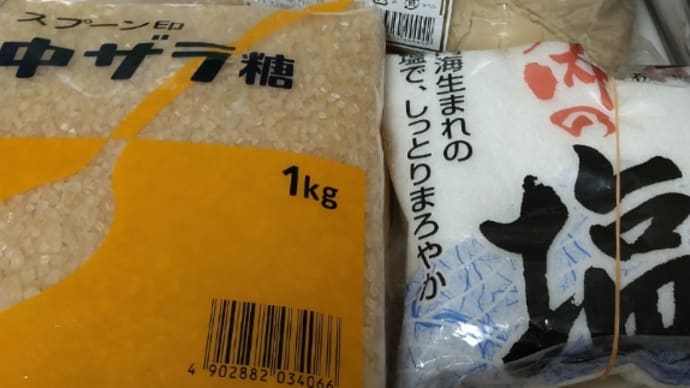 スプーン印
中ザラ糖
1kg
4 902882 034066
海生まれの
塩で、しっとりまろやか
の
塩